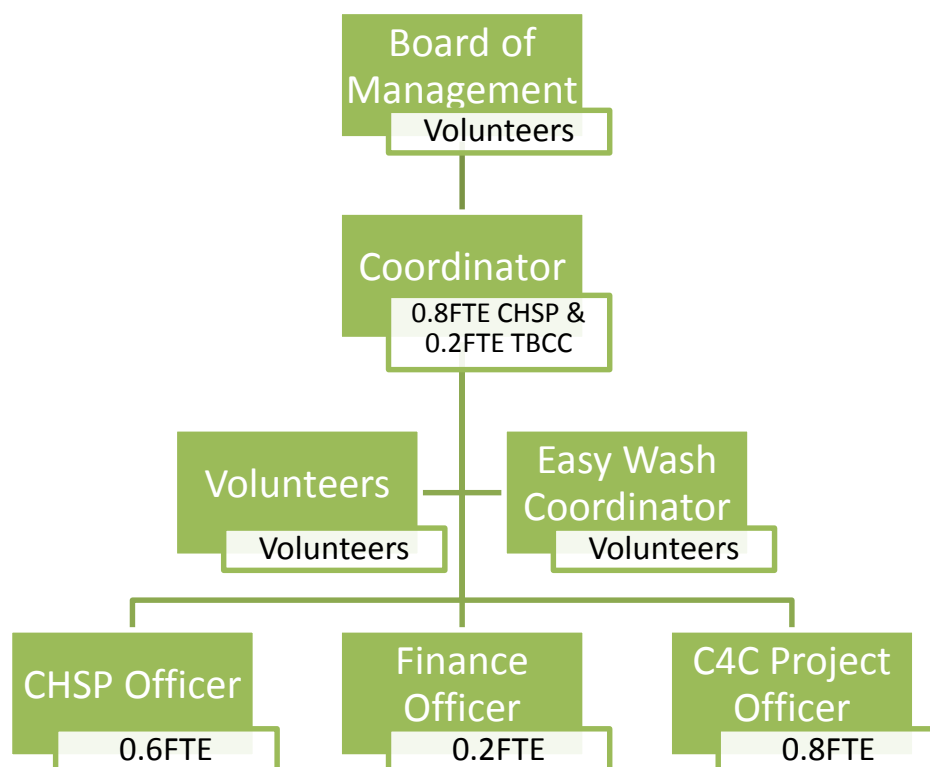 Board of
Management
Volunteers
Coordinator
0.8FTE CHSP &
0.2FTE TBCC
Volunteers
Volunteers
Easy Wash
Coordinator
Volunteers
CHSP Officer
0.6FTE
Finance
Officer
0.2FTE
C4C Project
Officer
0.8FTE